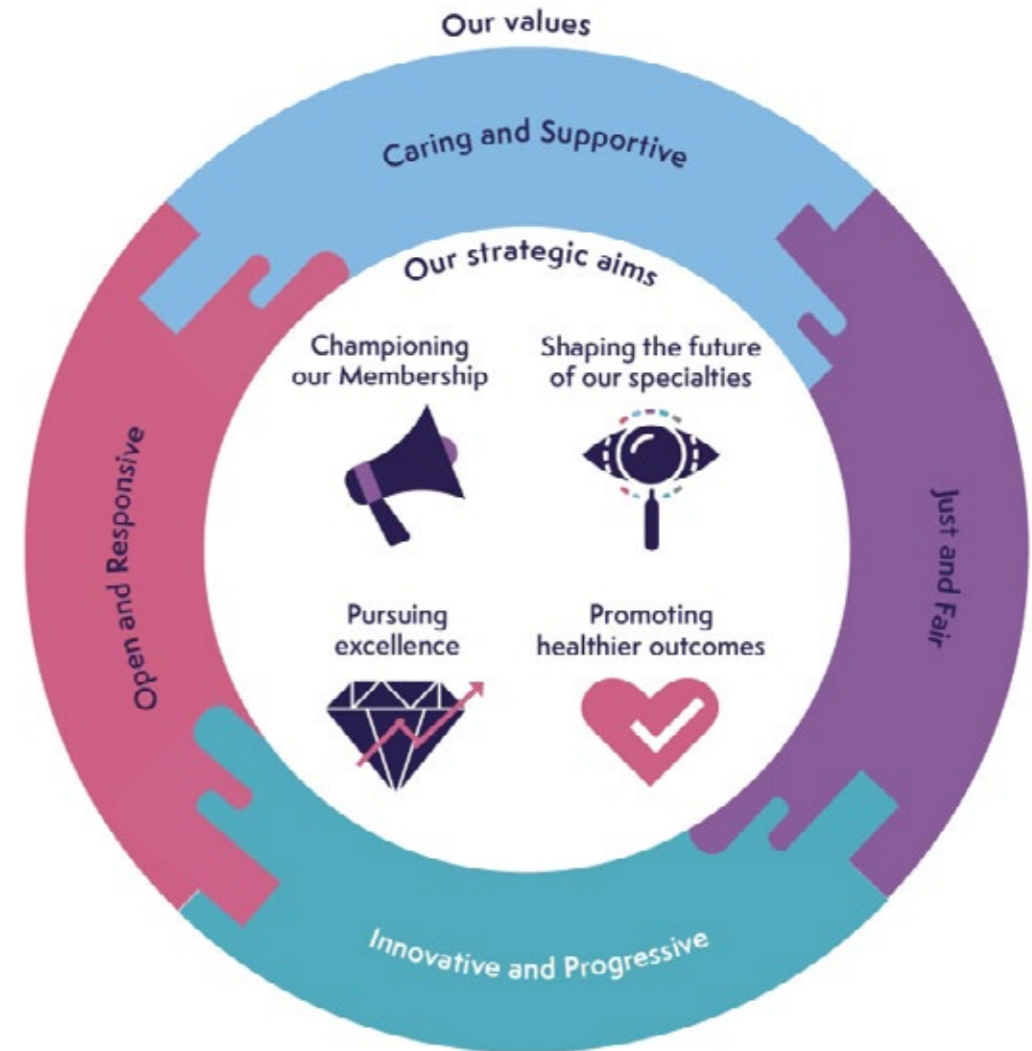 Our values
Caring and Supportive
Our strategic aims
Championing
our Membership
Shaping the future
of our specialties
Open and Responsive
Just and Fair
Pursuing
excellence
Promoting
healthier outcomes
Innovative and Progressive